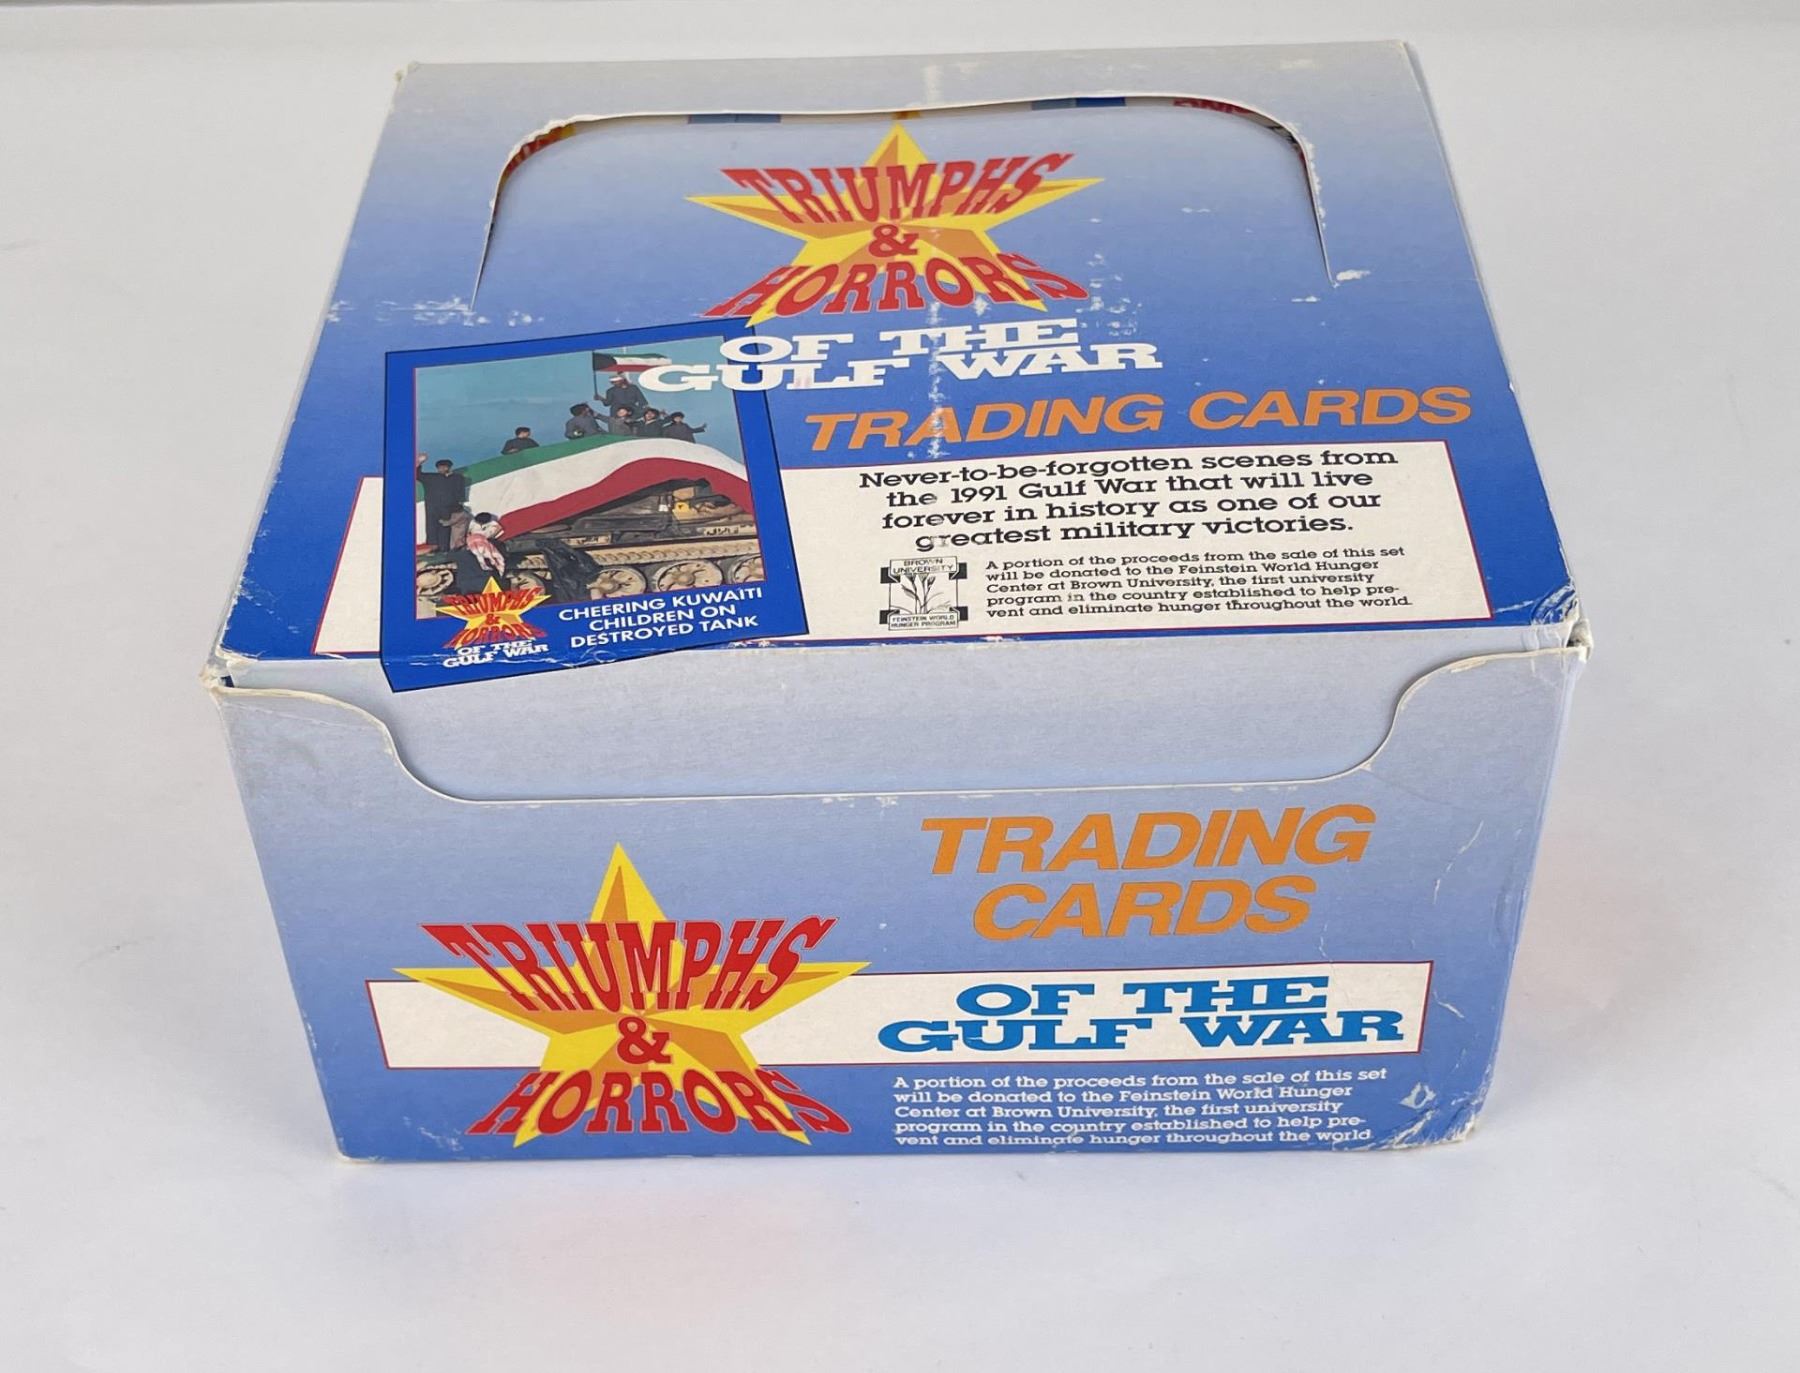 TRIUMPHS
&
HORRORS
OF THE
GULF WAR
TRADING CARDS
Never-to-be-forgotten scenes from
the 1991 Gulf War that will live
forever in history as one of our
greatest military victories.
BROWN
UNIVERSITY
FEINSTEIN WORLD
HUNGER PROGRAM
A portion of the proceeds from the sale of this set
will be donated to the Feinstein World Hunger
Center at Brown University, the first university
program in the country established to help pre-
vent and eliminate hunger throughout the world.
TRIUMPHS
&
HORRORS
OF THE
GULF WAR
CHEERING KUWAITI
CHILDREN ON
DESTROYED TANK
TRADING
CARDS
TRIUMPHS
&
HORRORS
OF THE
GULF WAR
A portion of the proceeds from the sale of this set
will be donated to the Feinstein World Hunger
Center at Brown University, the first university
program in the country established to help pre-
vent and eliminate hunger throughout the world